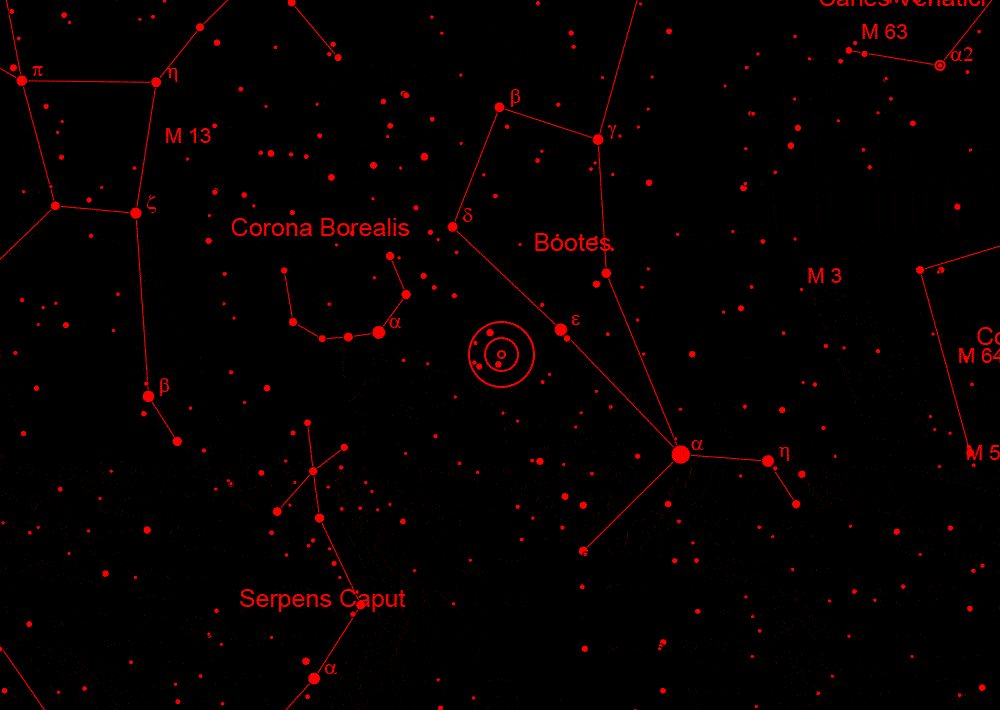 Canes Venatici
M 63
α2
π
η
β
γ
M 13
ζ
δ
Corona Borealis
Bootes
M 3
α
ε
Co
M 64
β
α
η
M 5
Serpens Caput
α